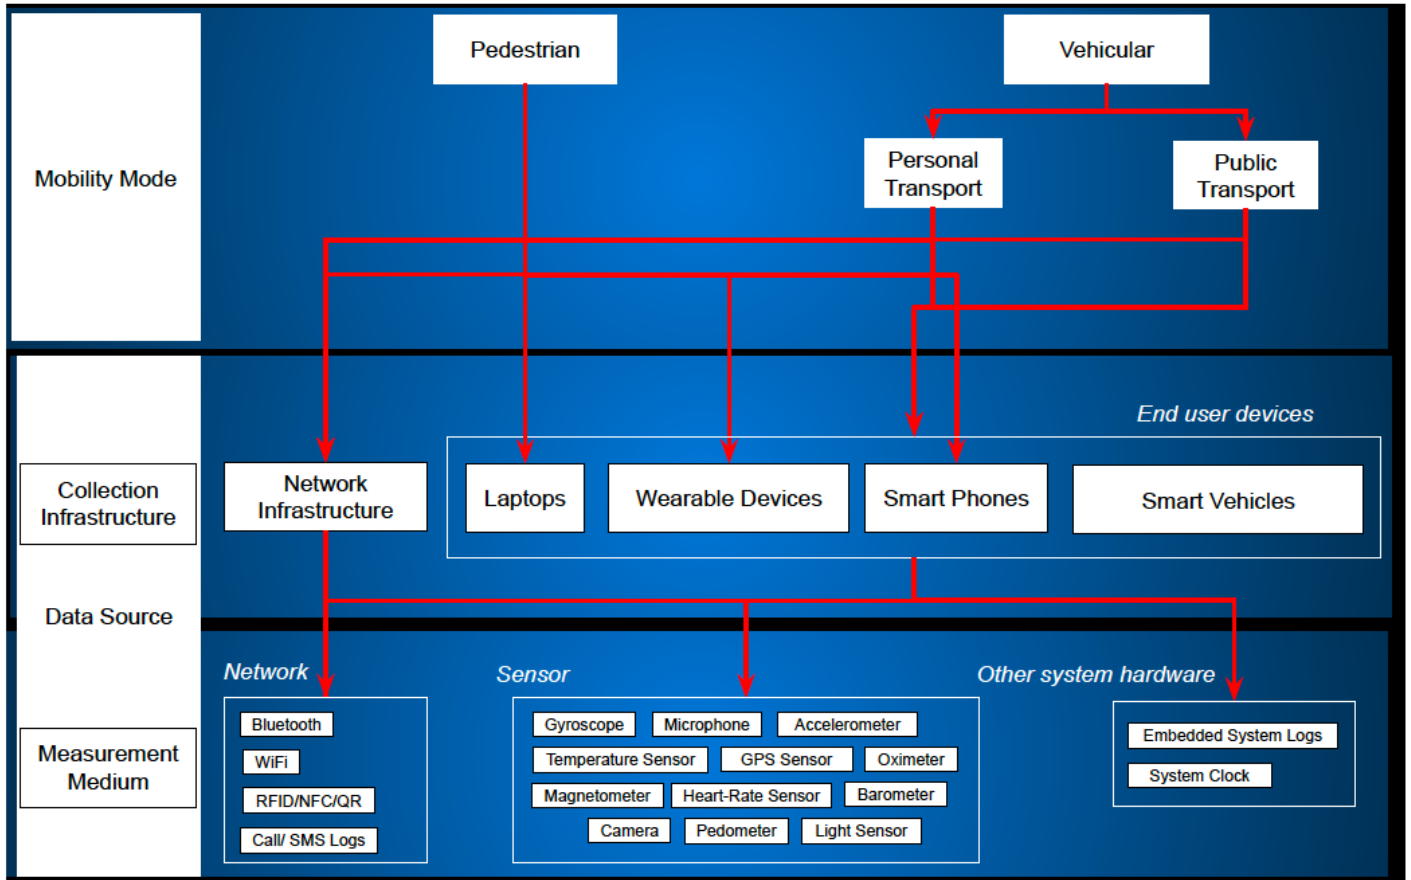 Pedestrian
Vehicular
Mobility Mode
Personal
Transport
Public
Transport
End user devices
Collection
Infrastructure
Network
Infrastructure
Laptops
Wearable Devices
Smart Phones
Smart Vehicles
Data Source
Network
Sensor
Other system hardware
Measurement
Medium
Bluetooth
WiFi
RFID/NFC/QR
Call/ SMS Logs
Gyroscope
Microphone
Accelerometer
Temperature Sensor
GPS Sensor
Oximeter
Magnetometer
Heart-Rate Sensor
Barometer
Camera
Pedometer
Light Sensor
Embedded System Logs
System Clock